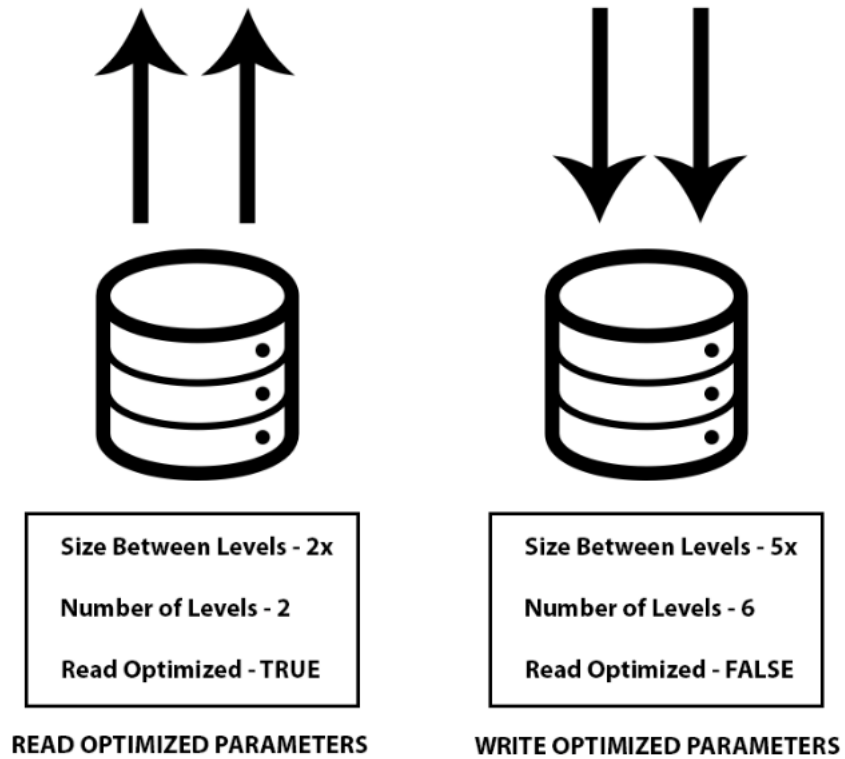 Size Between Levels - 2x
Number of Levels - 2
Read Optimized - TRUE
READ OPTIMIZED PARAMETERS
Size Between Levels - 5x
Number of Levels - 6
Read Optimized - FALSE
WRITE OPTIMIZED PARAMETERS